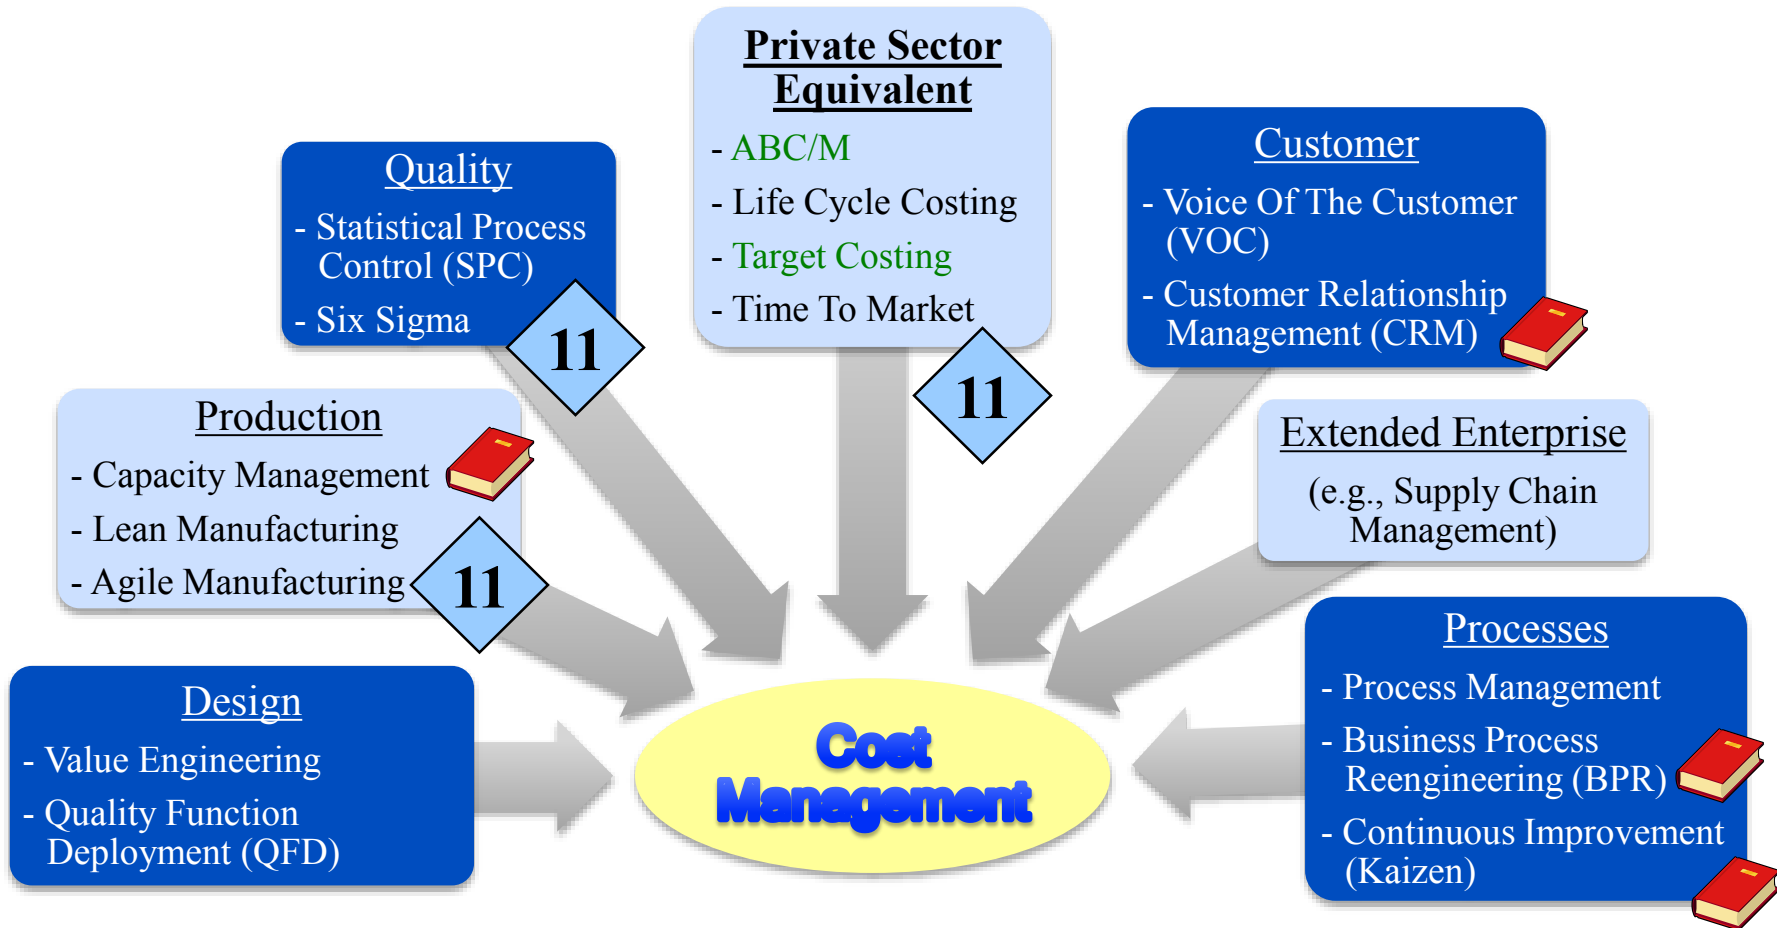 Private Sector
Equivalent
- ABC/M
- Life Cycle Costing
- Target Costing
- Time To Market
11
Quality
- Statistical Process
Control (SPC)
- Six Sigma
11
Customer
- Voice Of The Customer
(VOC)
- Customer Relationship
Management (CRM)
Production
- Capacity Management
- Lean Manufacturing
- Agile Manufacturing
11
Extended Enterprise
(e.g., Supply Chain
Management)
Design
- Value Engineering
- Quality Function
Deployment (QFD)
Processes
- Process Management
- Business Process
Reengineering (BPR)
- Continuous Improvement
(Kaizen)
Cost
Management